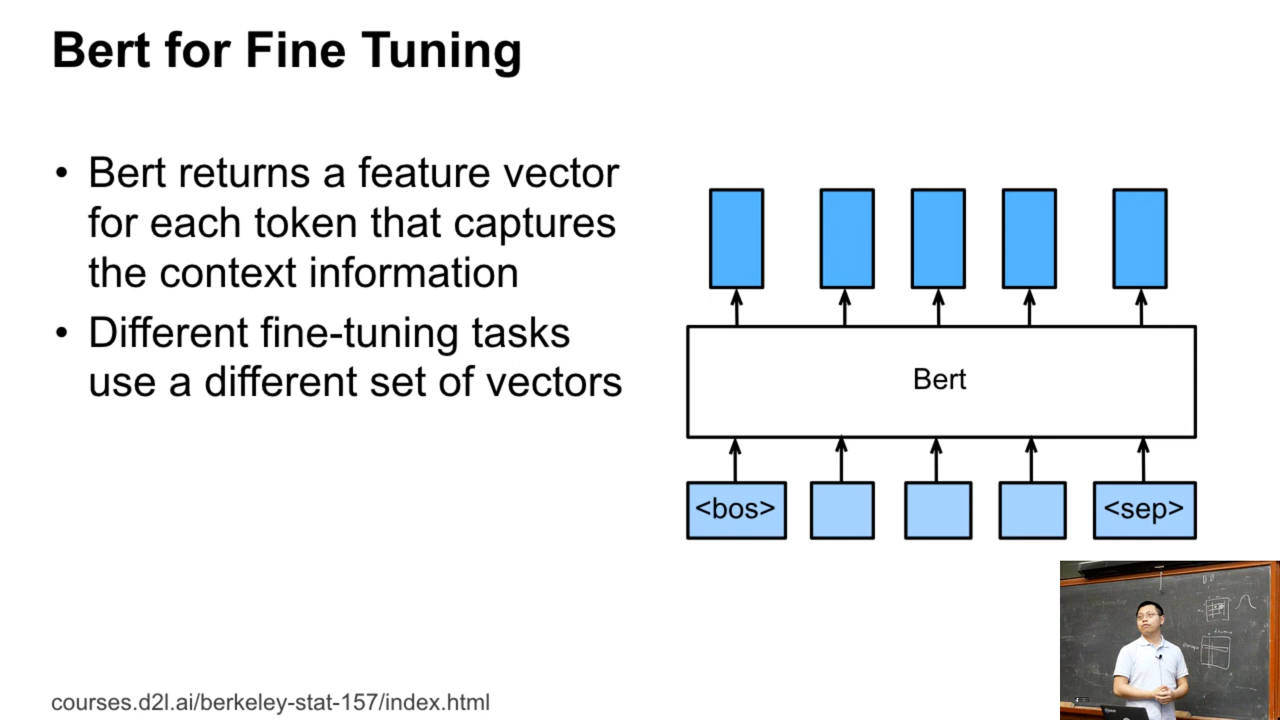 Bert for Fine Tuning
• Bert returns a feature vector
for each token that captures
the context information
• Different fine-tuning tasks
use a different set of vectors
Bert
<bos>
<sep>
courses.d2l.ai/berkeley-stat-157/index.html